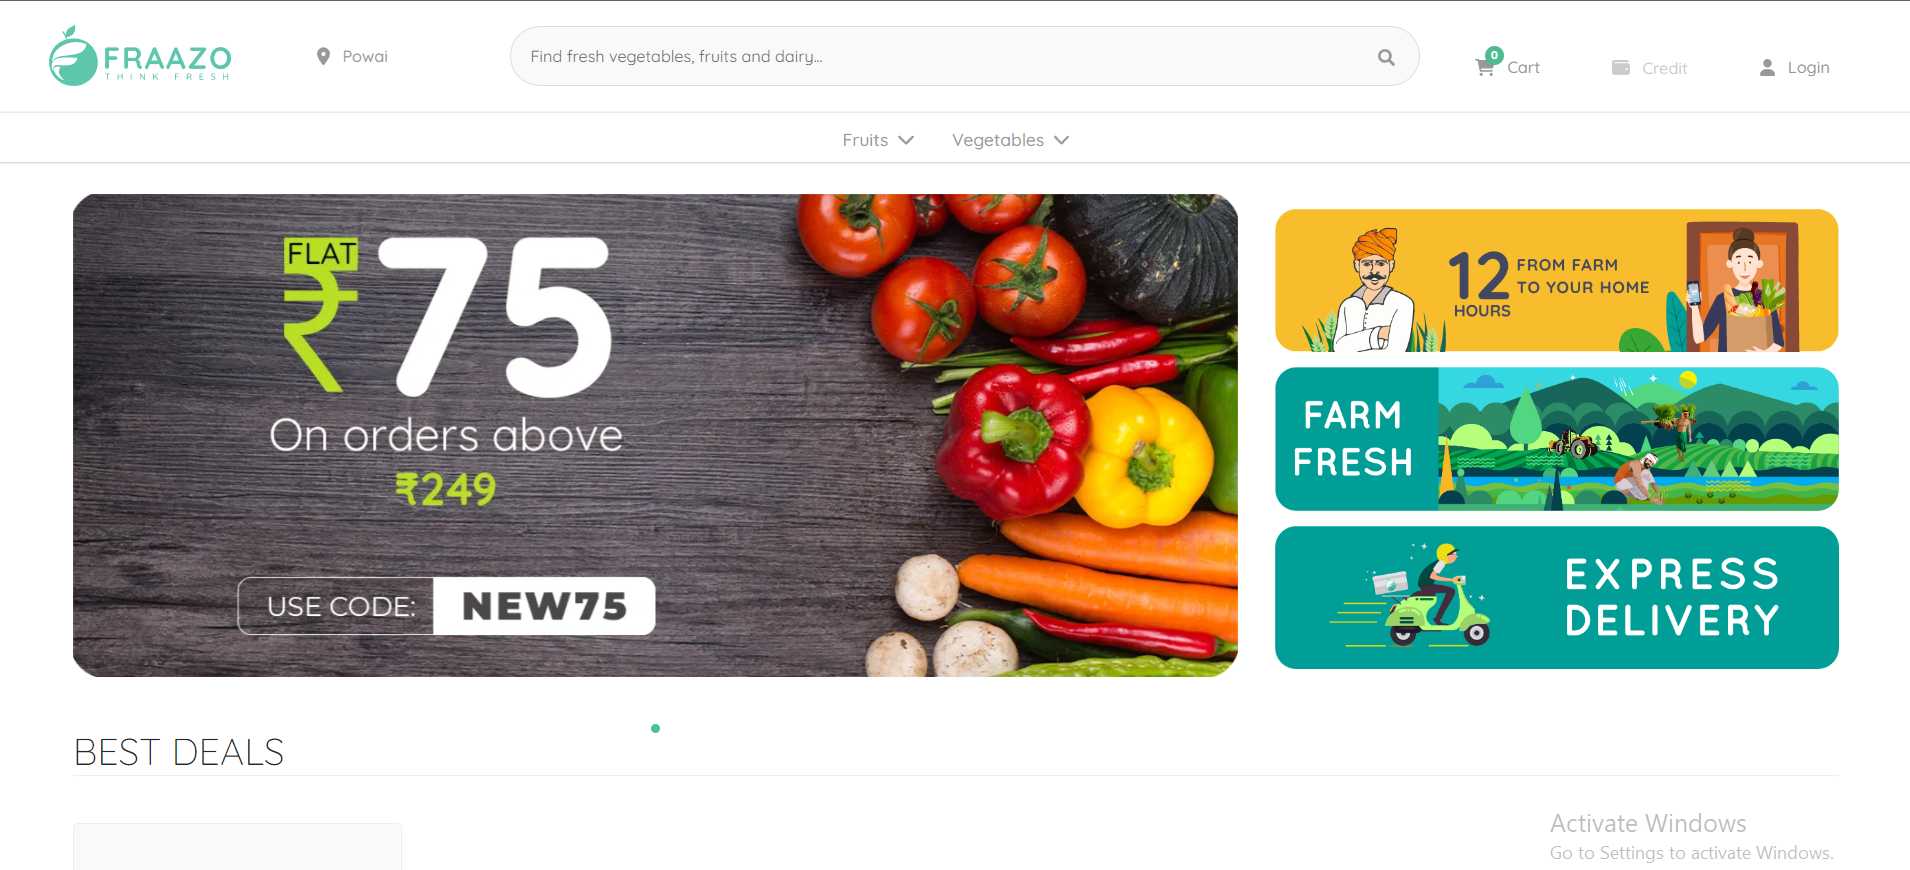 FRAAZO
THINK FRESH
Powai
Find fresh vegetables, fruits and dairy...
0
Cart
Credit
Login
Fruits
Vegetables
FLAT
₹75
On orders above
₹249
USE CODE: NEW75
12 HOURS
FROM FARM
TO YOUR HOME
FARM
FRESH
EXPRESS
DELIVERY
BEST DEALS
Activate Windows
Go to Settings to activate Windows.